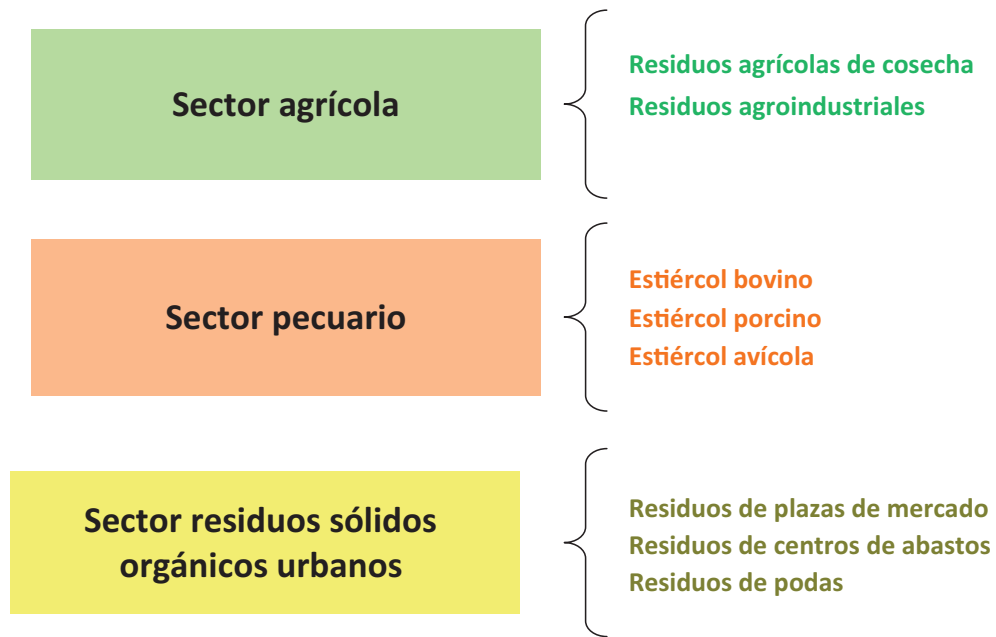 Sector agrícola
Residuos agrícolas de cosecha
Residuos agroindustriales
Sector pecuario
Estiércol bovino
Estiércol porcino
Estiércol avícola
Sector residuos sólidos
orgánicos urbanos
Residuos de plazas de mercado
Residuos de centros de abastos
Residuos de podas